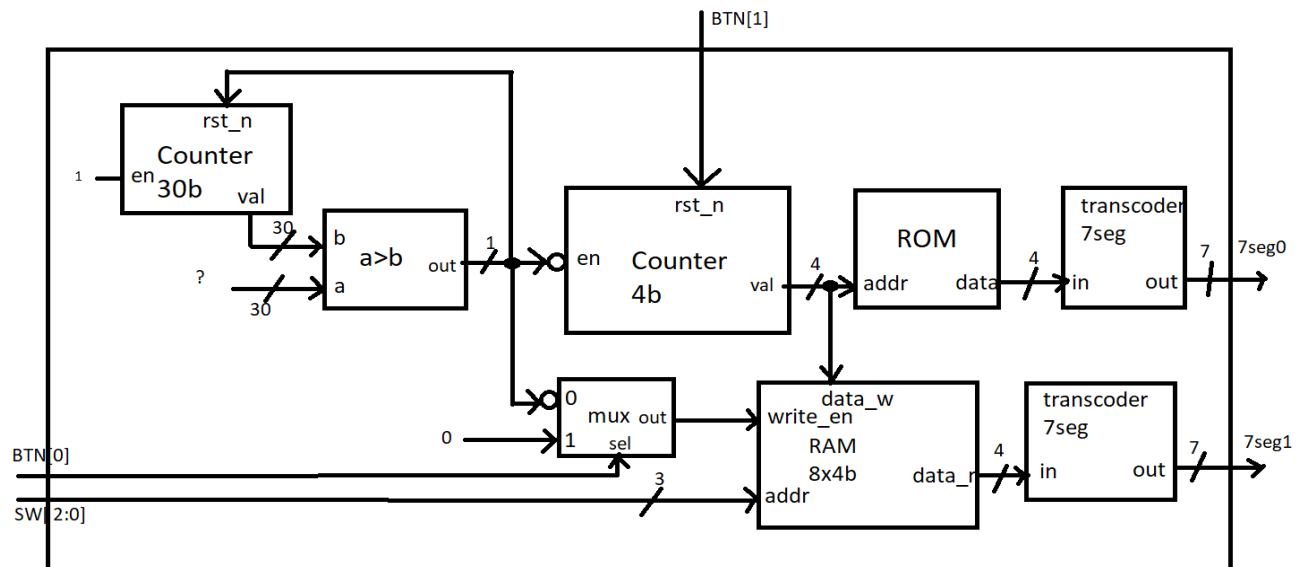 BTN[1]
rst_n
Counter
30b
1
en
val
30
b
a>b
out
1
?
a
30
rst_n
en
Counter
4b
val
4
ROM
addr
data
4
transcoder
7seg
in
out
7
7seg0
0
mux
out
0
1
sel
data_w
write_en
RAM
8x4b
addr
data_r
4
transcoder
7seg
in
out
7
7seg1
BTN[0]
3
SW[2:0]